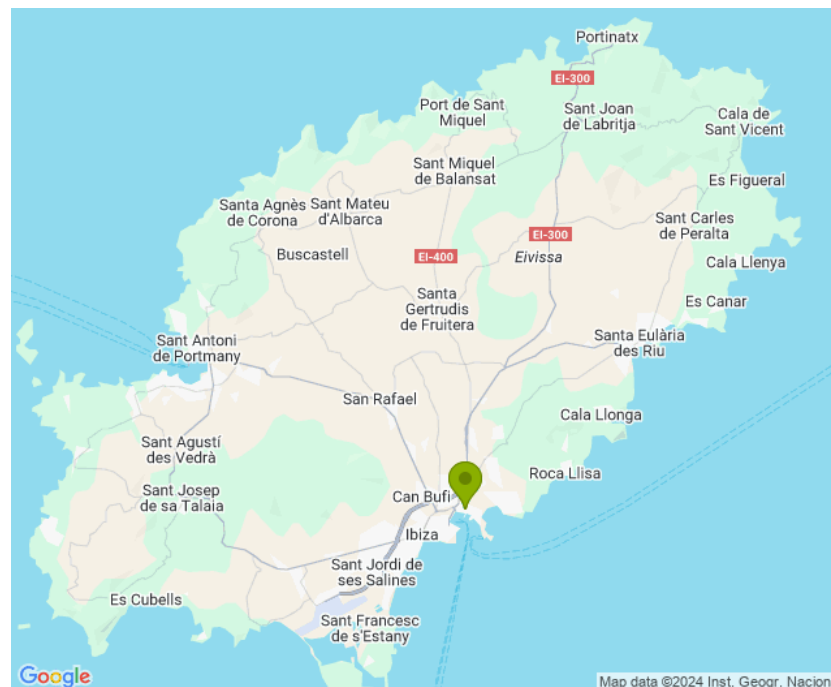 Portinatx
EI-300
Port de Sant
Miquel
Sant Joan
de Labritja
Cala de
Sant Vicent
Sant Miquel
de Balansat
Es Figueral
Santa Agnès
de Corona
Sant Mateu
d'Albarca
Sant Carles
de Peralta
EI-300
Buscastell
EI-400
Eivissa
Cala Llenya
Santa
Gertrudis
de Fruitera
Es Canar
Sant Antoni
de Portmany
Santa Eulària
des Riu
San Rafael
Cala Llonga
Sant Agustí
des Vedrà
Roca Llisa
Sant Josep
de sa Talaia
Can Bufí
Ibiza
Sant Jordi de
ses Salines
Es Cubells
Sant Francesc
de s'Estany
Google
Map data ©2024 Inst. Geogr. Nacion